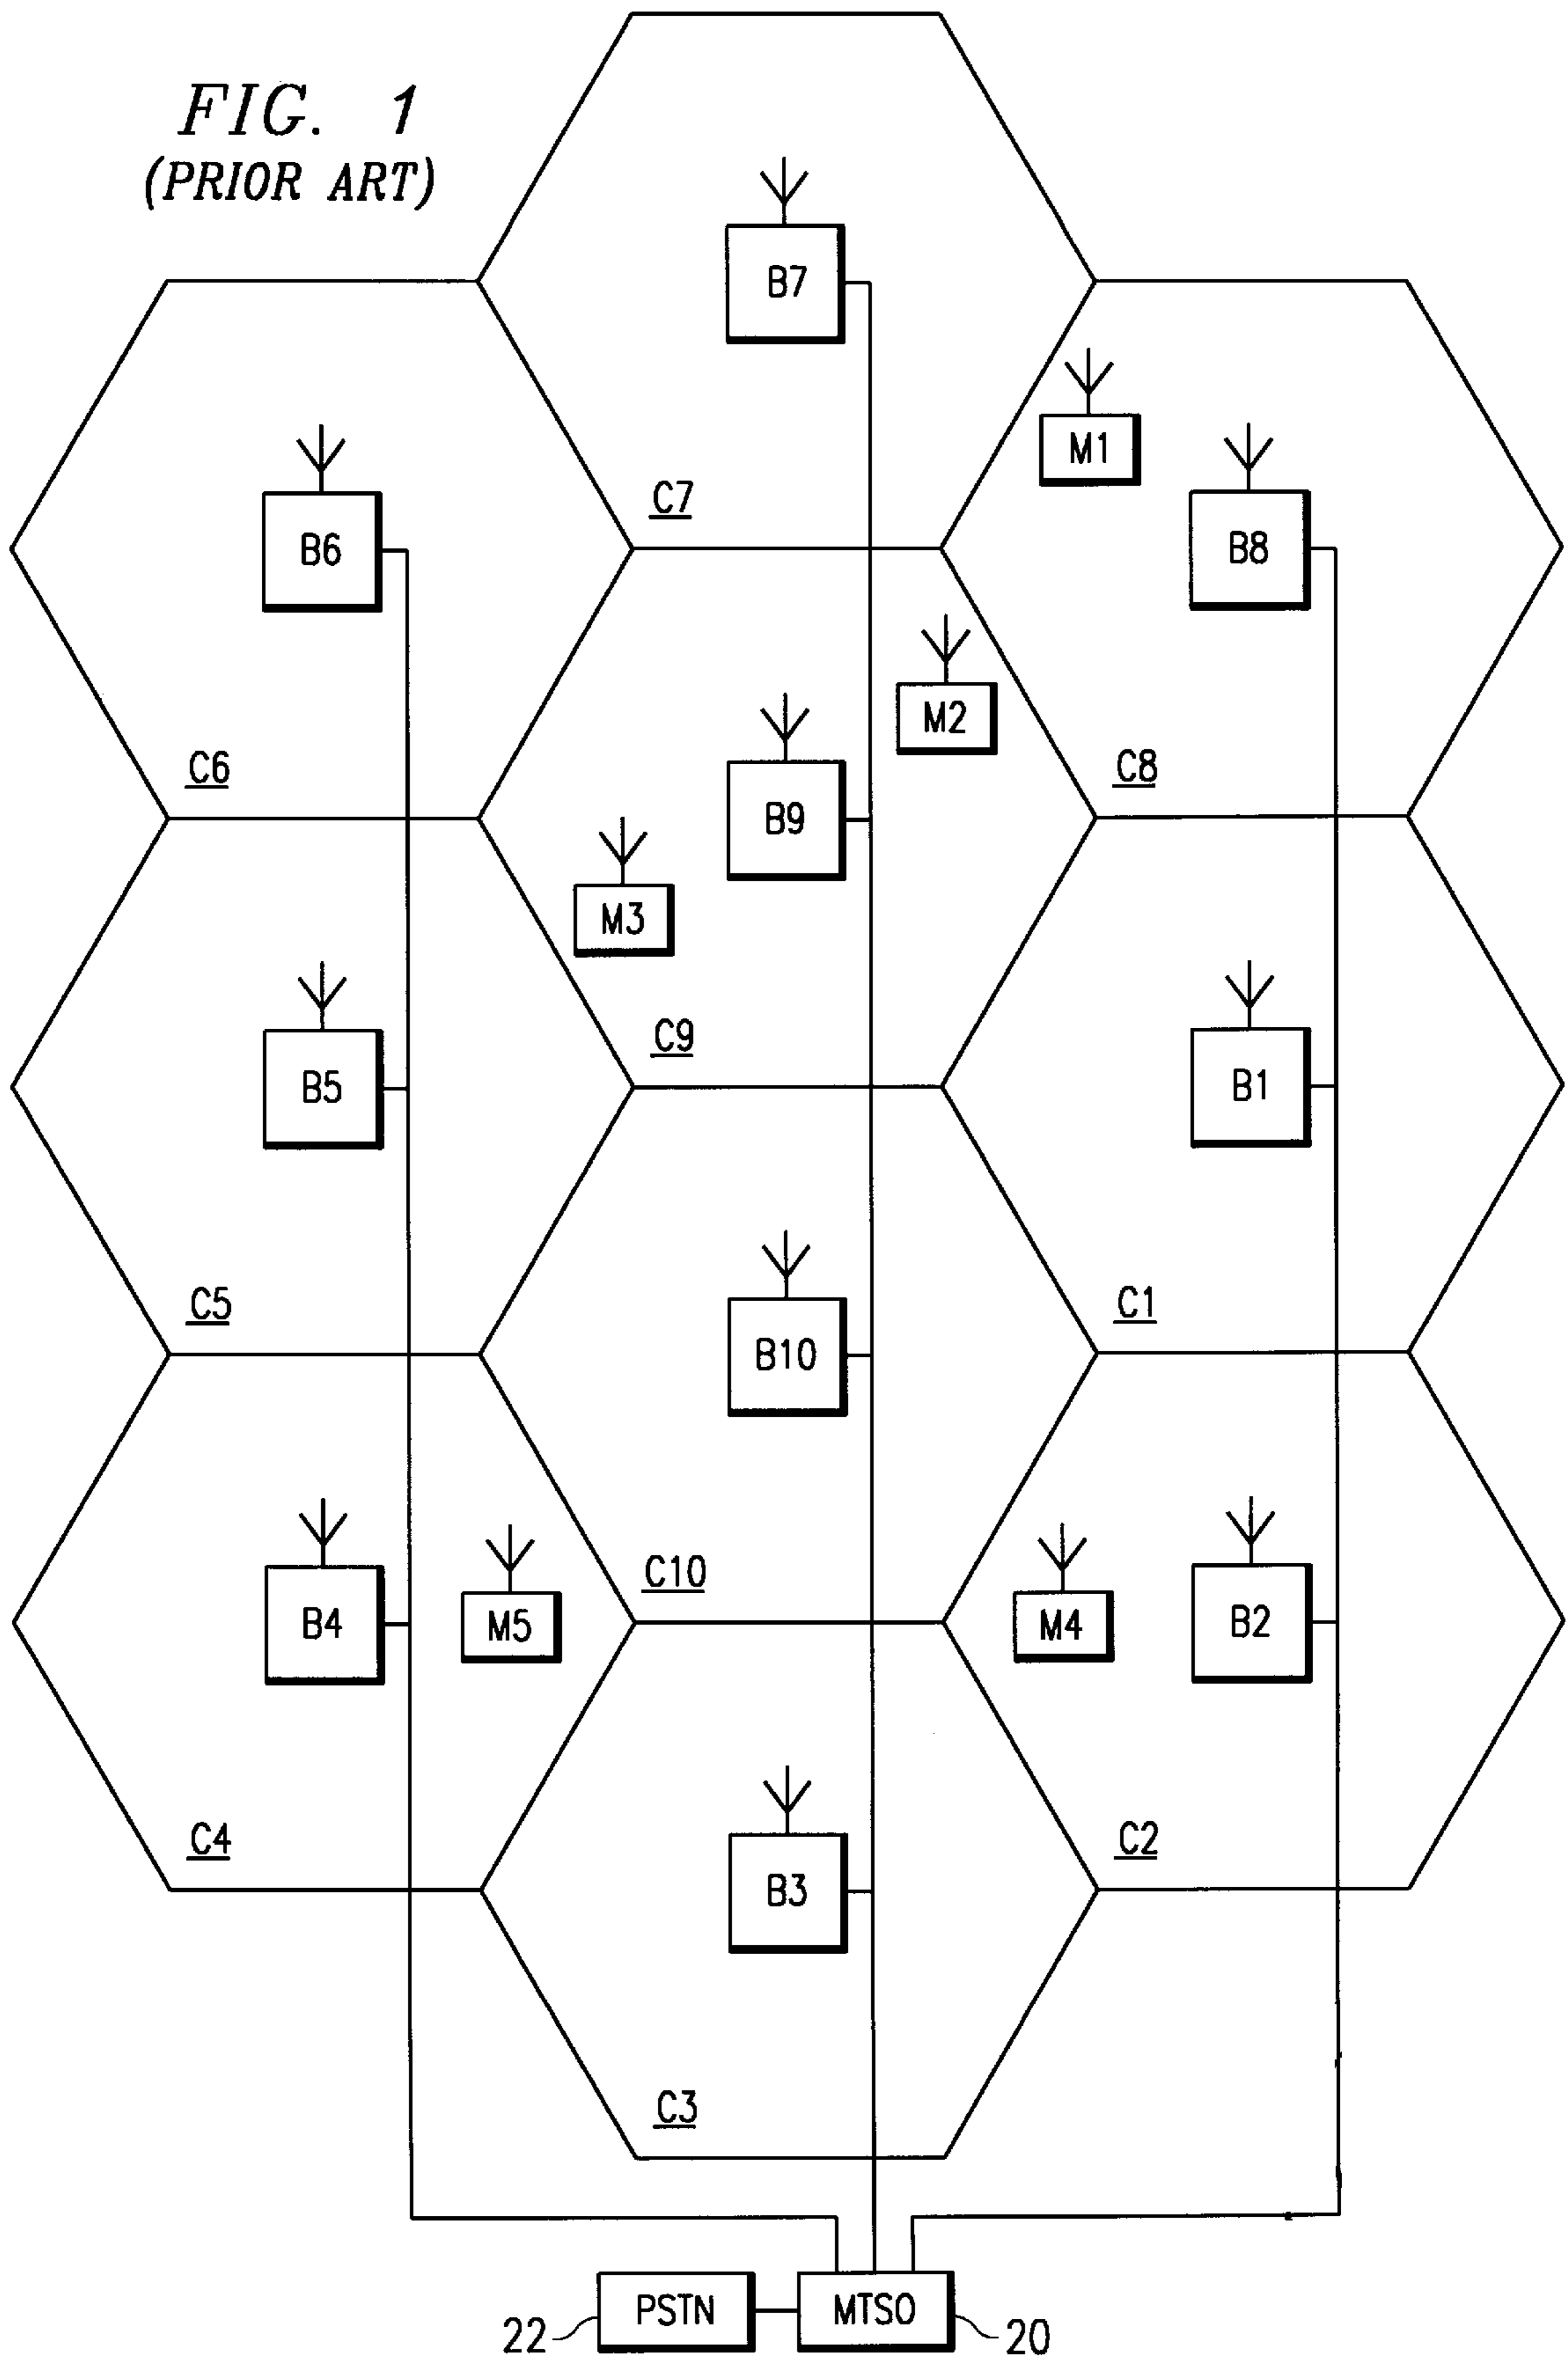 FIG. 1
(PRIOR ART)
B7
M1
C7
B6
B8
M2
C6
B9
C8
M3
C9
B5
B1
C5
B10
C1
C10
B4
M5
M4
B2
C4
B3
C2
C3
PSTN
MTSO
22
20